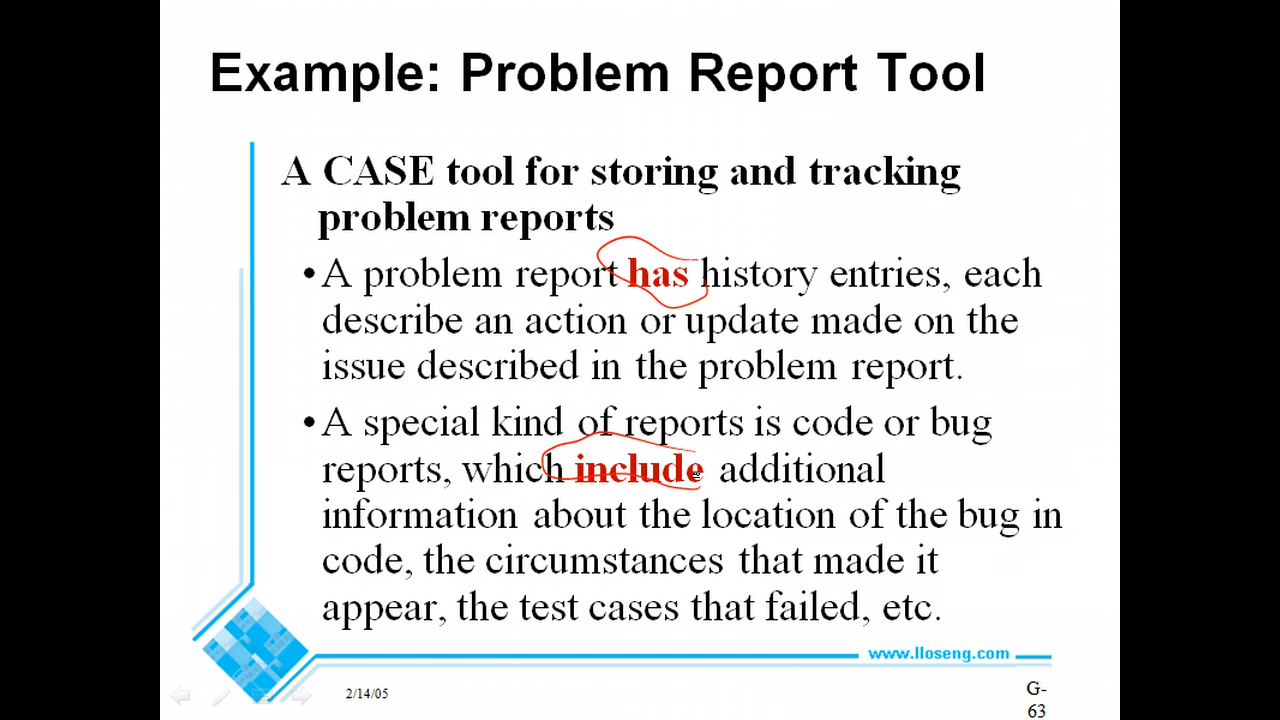 Example: Problem Report Tool
A CASE tool for storing and tracking
problem reports
•A problem report has history entries, each
describe an action or update made on the
issue described in the problem report.
•A special kind of reports is code or bug
reports, which include additional
information about the location of the bug in
code, the circumstances that made it
appear, the test cases that failed, etc.
www.lloseng.com
2/14/05
G-
63